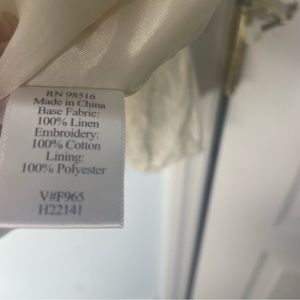 RN 98516
Made in China
Base Fabric:
100% Linen
Embroidery:
100% Cotton
Lining:
100% Polyester
V#F965
H22141